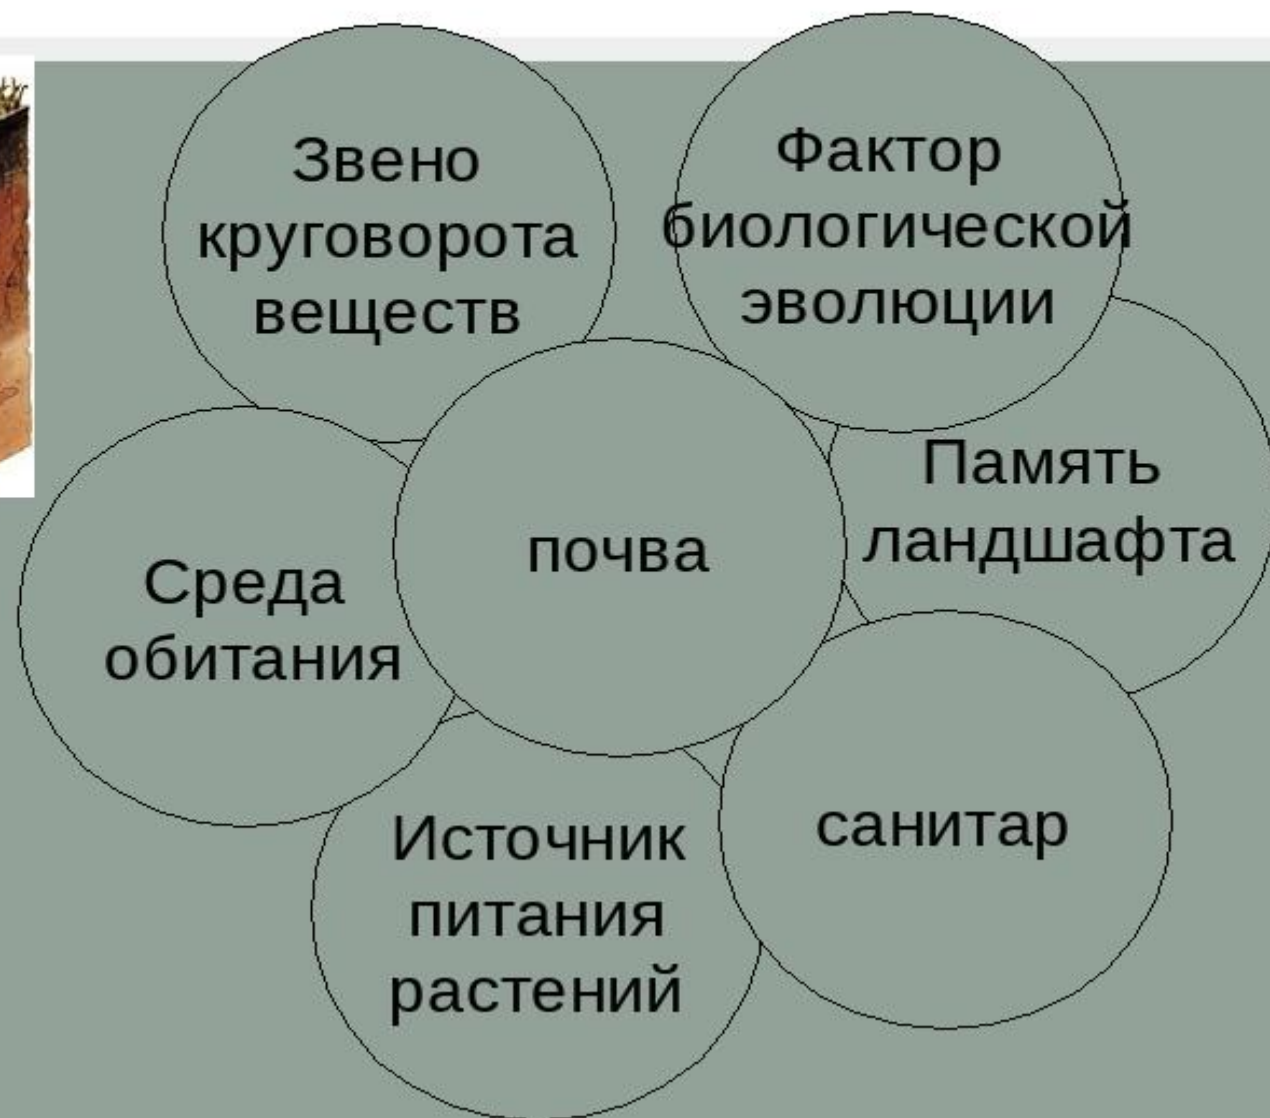 Звено
круговорота
веществ
Фактор
биологической
эволюции
Память
ландшафта
почва
Среда
обитания
санитар
Источник
питания
растений